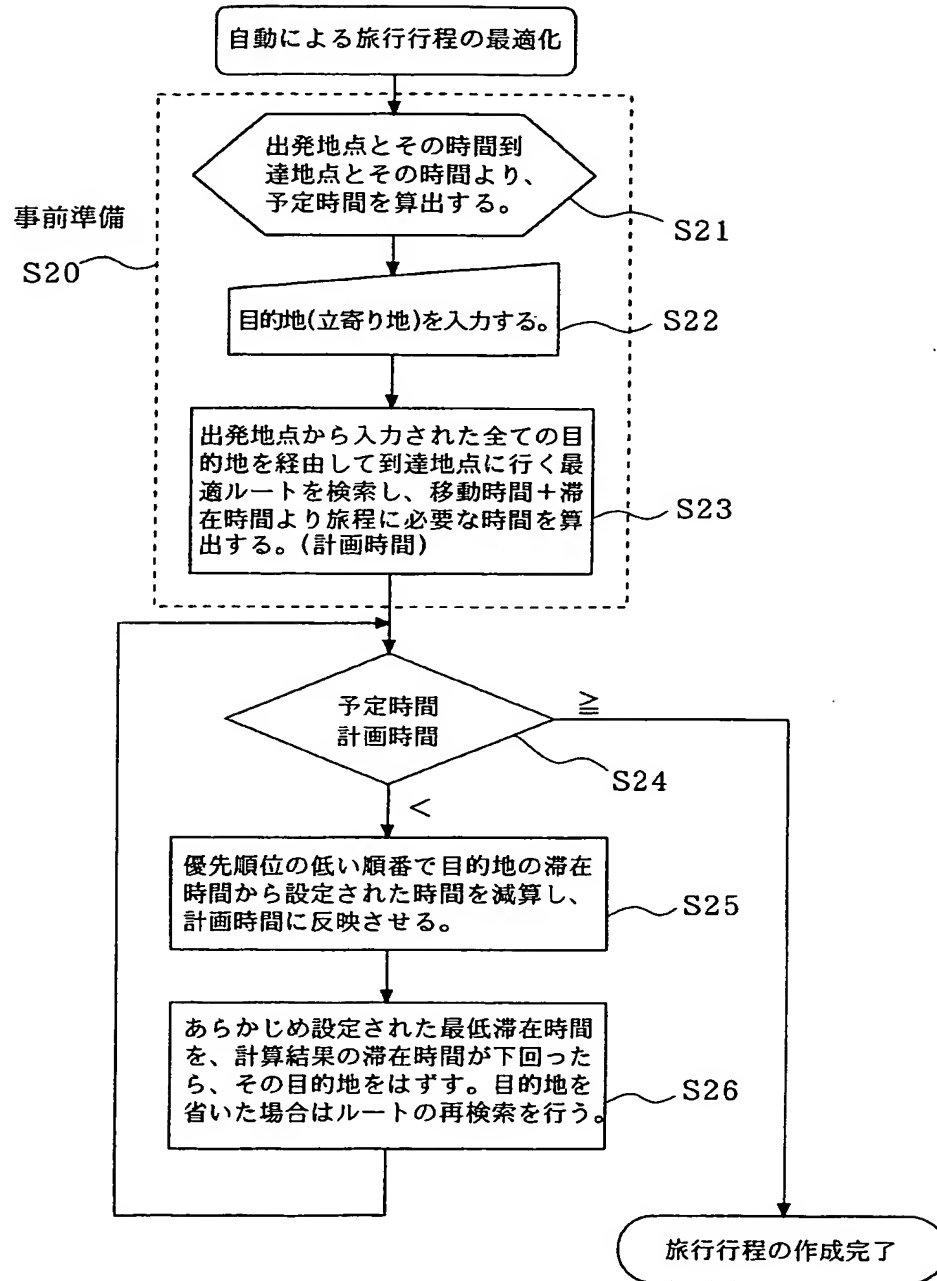 自動による旅行行程の最適化
出発地点とその時間到
達地点とその時間より、
予定時間を算出する。
S21
事前準備
S20
目的地(立寄り地)を入力する。
S22
出発地点から入力された全ての目
的地を経由して到達地点に行く最
適ルートを検索し、移動時間+滞
在時間より旅程に必要な時間を算
出する。(計画時間)
S23
予定時間
計画時間
≧
S24
<
優先順位の低い順番で目的地の滞在
時間から設定された時間を減算し、
計画時間に反映させる。
S25
あらかじめ設定された最低滞在時間
を、計算結果の滞在時間が下回った
ら、その目的地をはずす。目的地を
省いた場合はルートの再検索を行う。
S26
旅行行程の作成完了